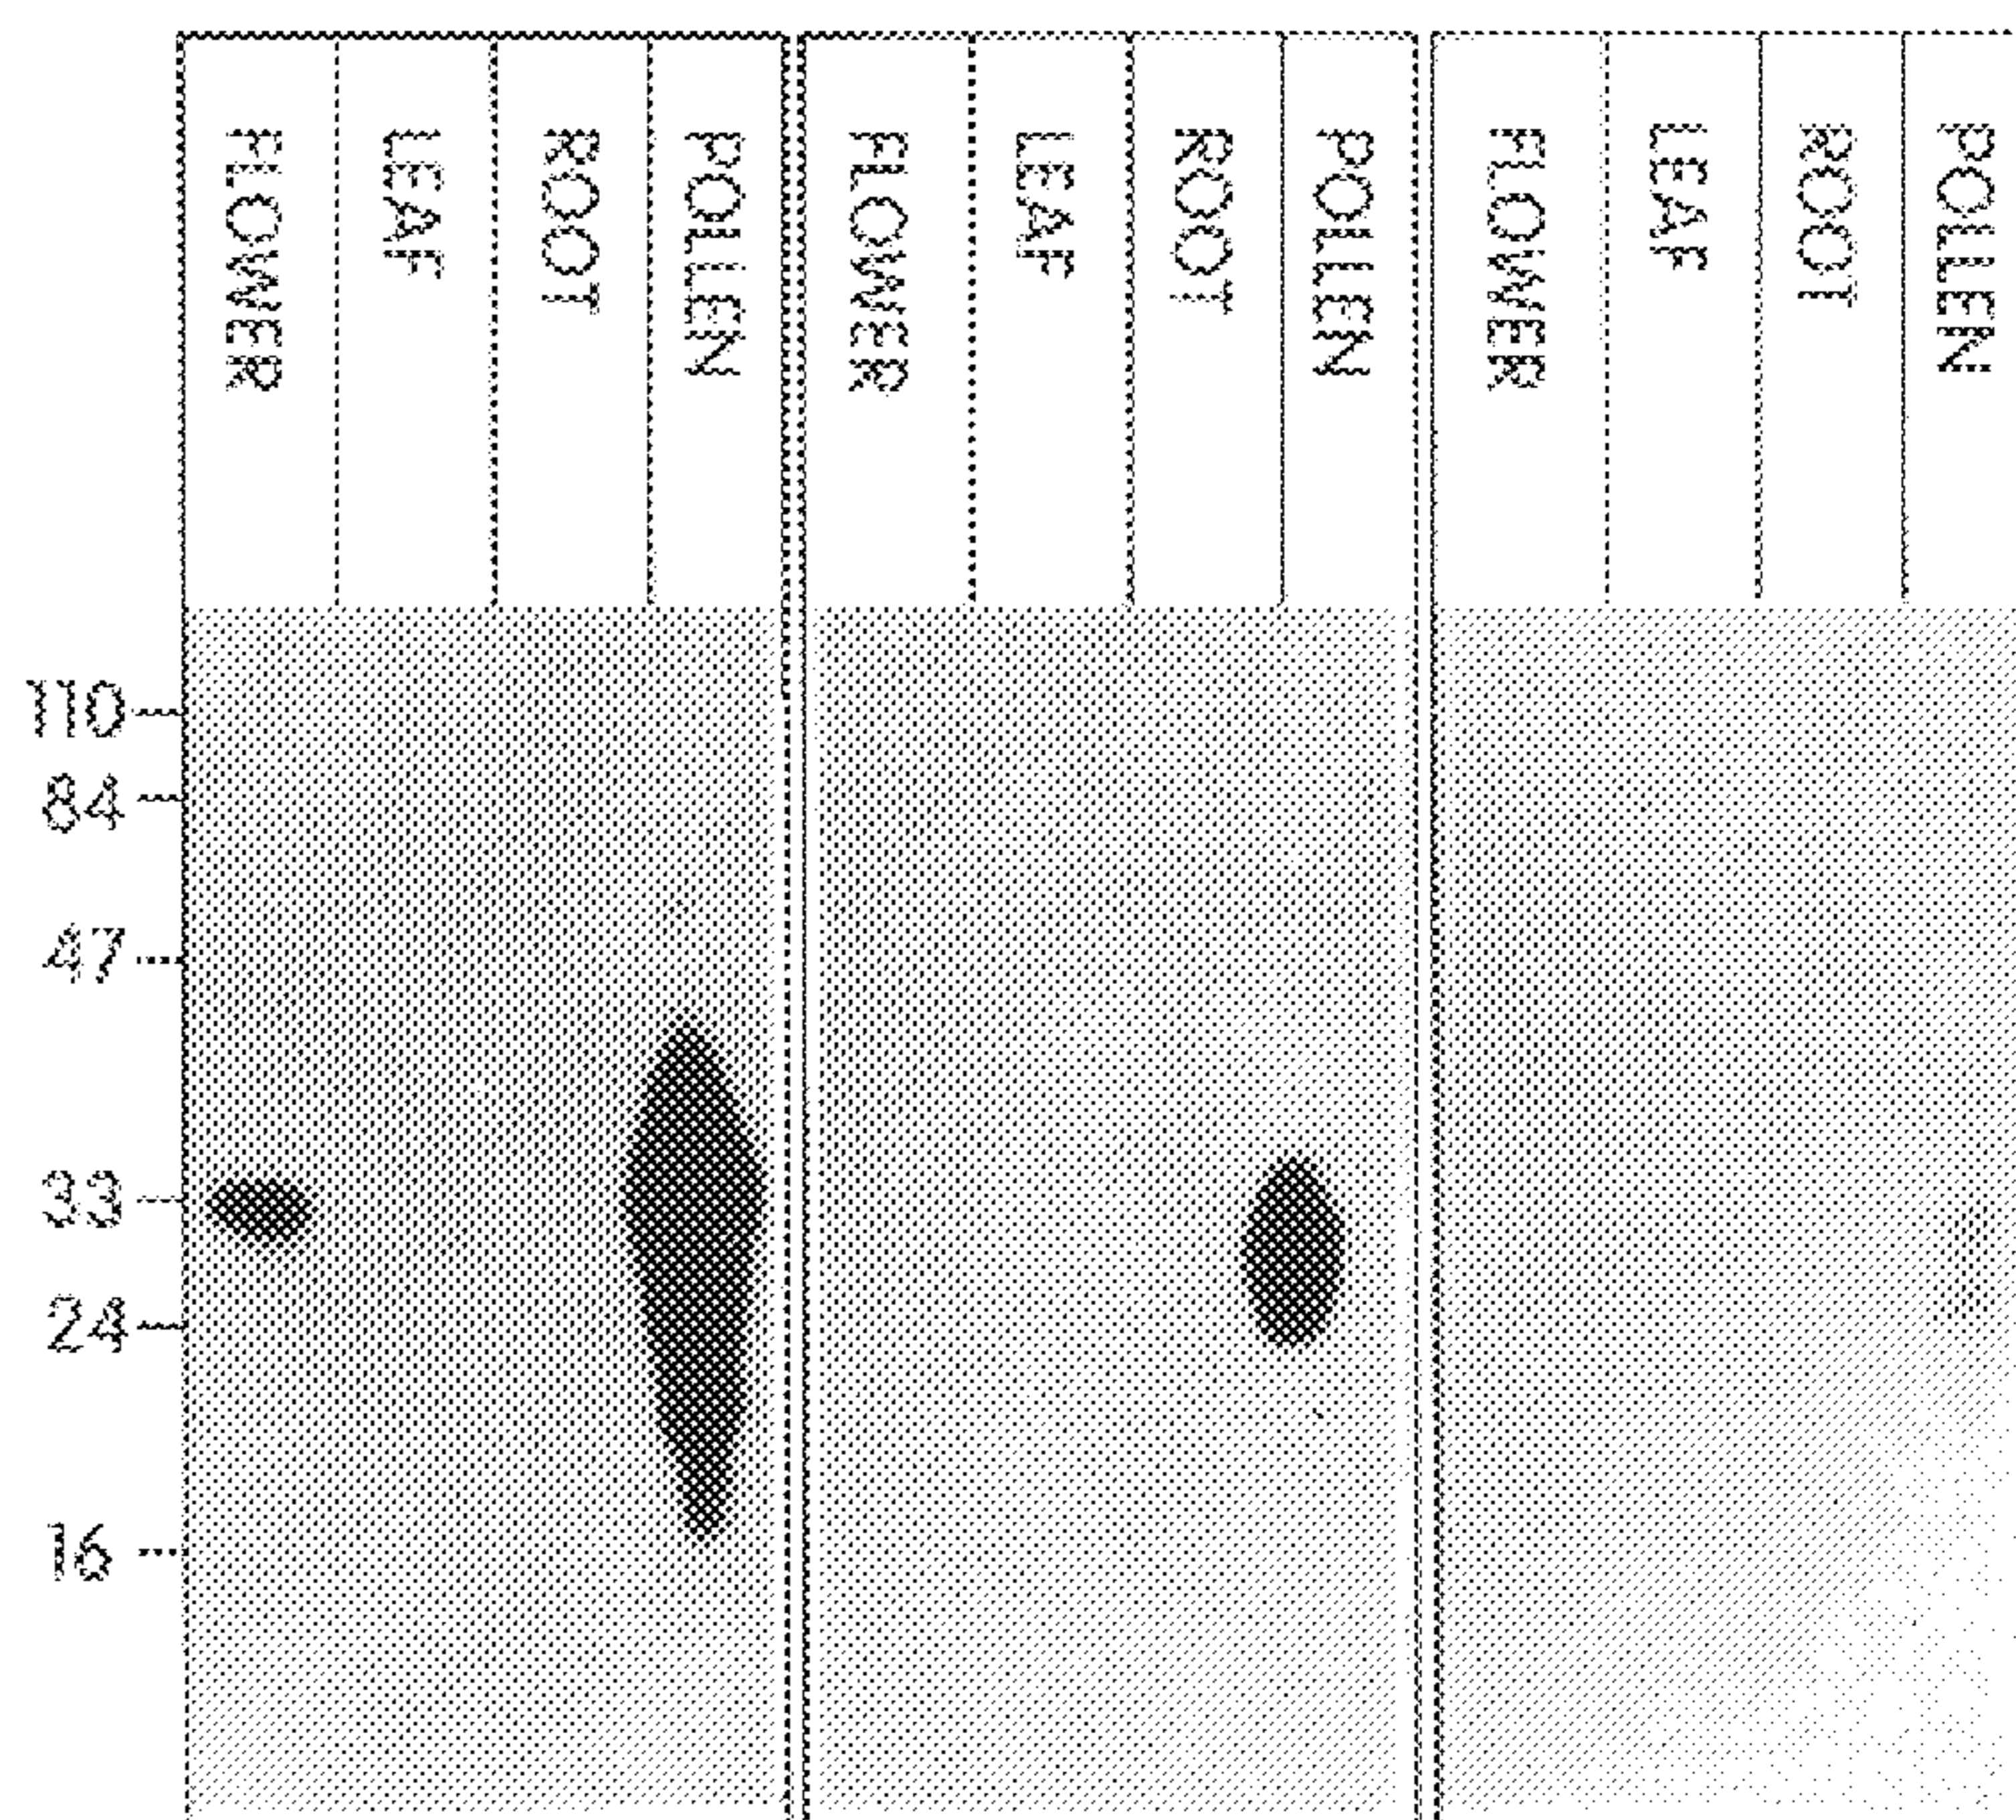 FLOWER
LEAF
ROOT
POLLEN
FLOWER
LEAF
ROOT
POLLEN
FLOWER
LEAF
ROOT
POLLEN
110
84
47
33
24
16